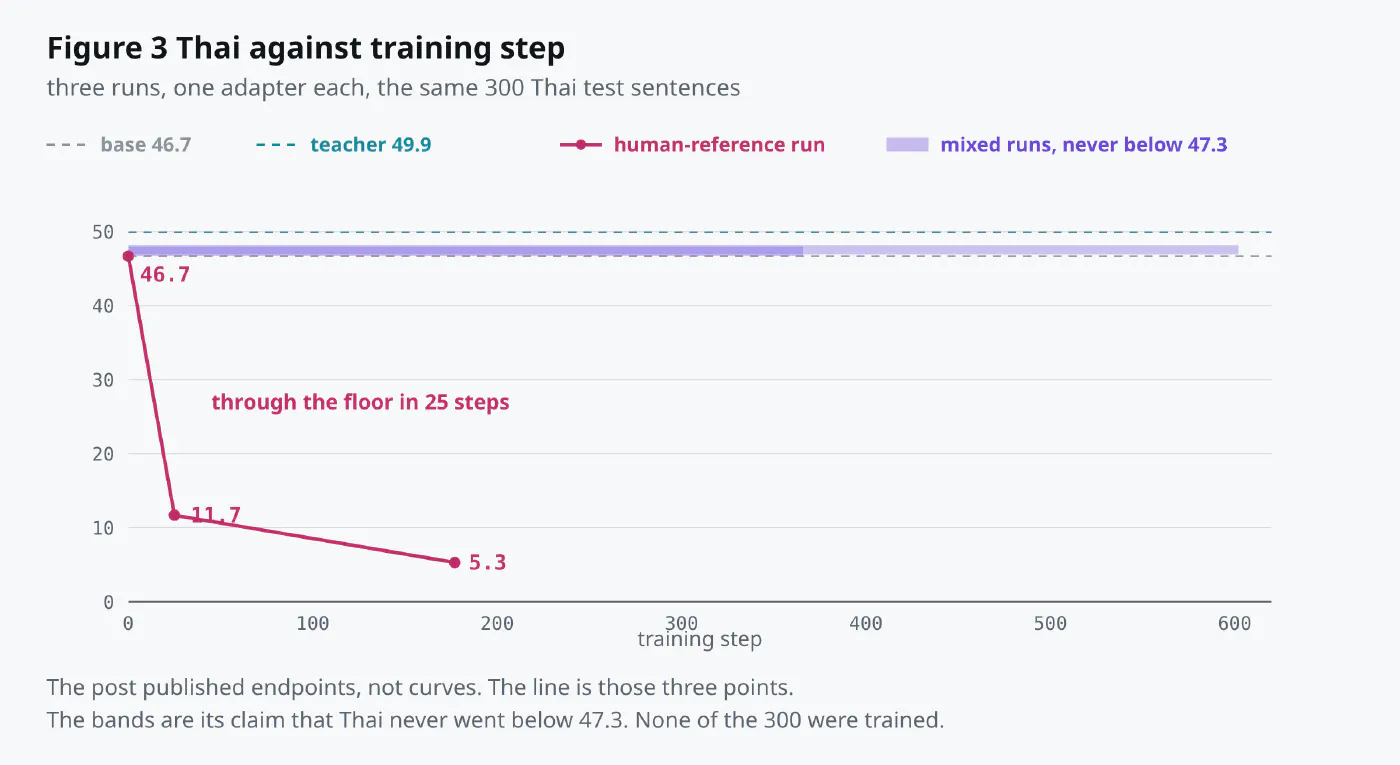 Figure 3 Thai against training step
three runs, one adapter each, the same 300 Thai test sentences
base 46.7 teacher 49.9 human-reference run mixed runs, never below 47.3
50
46.7
40
30
through the floor in 25 steps
20
11.7
10
5.3
0
0 100 200 300 400 500 600
training step
The post published endpoints, not curves. The line is those three points.
The bands are its claim that Thai never went below 47.3. None of the 300 were trained.